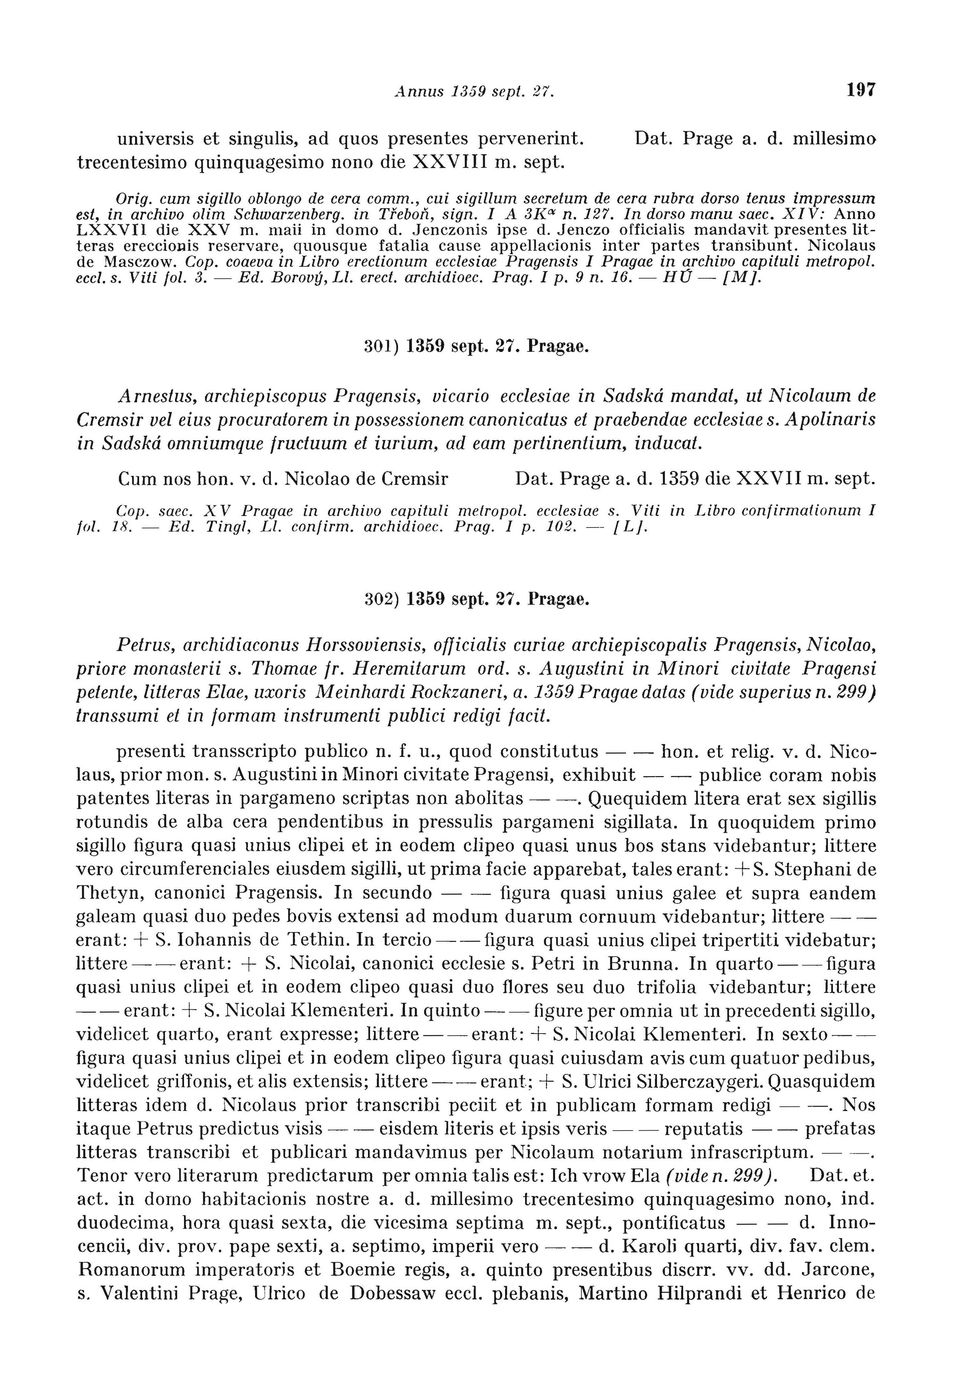 Annus 1359 sept. 27. 197
universis et singulis, ad quos presentes pervenerint. Dat. Prage a. d. millesimo
trecentesimo quinquagesimo nono die XXVIII m. sept.
Orig. cum sigillo oblongo de cera comm., cui sigillum secretum de cera rubra dorso tenus impressum
est, in archivo olim Schwarzenberg. in Třeboň, sign. I A 3Kα n. 127. In dorso manu saec. XIV: Anno
LXXVII die XXV m. maii in domo d. Jenczonis ipse d. Jenczo officialis mandavit presentes lit-
teras ereccionis reservare, quousque fatalia cause appellacionis inter partes transibunt. Nicolaus
de Masczow. Cop. coaeva in Libro erectionum ecclesiae Pragensis I Pragae in archivo capituli metropol.
eccl. s. Viti fol. 3. — Ed. Borový, Ll. erect. archidioec. Prag. I p. 9 n. 16. — HÚ — [M].
301) 1359 sept. 27. Pragae.
Arnestus, archiepiscopus Pragensis, vicario ecclesiae in Sadská mandat, ut Nicolaum de
Cremsir vel eius procuratorem in possessionem canonicatus et praebendae ecclesiae s. Apolinaris
in Sadská omniumque fructuum et iurium, ad eam pertinentium, inducat.
Cum nos hon. v. d. Nicolao de Cremsir Dat. Prage a. d. 1359 die XXVII m. sept.
Cop. saec. XV Pragae in archivo capituli metropol. ecclesiae s. Viti in Libro confirmationum I
fol. 18. — Ed. Tingl, Ll. confirm. archidioec. Prag. I p. 102. — [L].
302) 1359 sept. 27. Pragae.
Petrus, archidiaconus Horssoviensis, officialis curiae archiepiscopalis Pragensis, Nicolao,
priore monasterii s. Thomae fr. Heremitarum ord. s. Augustini in Minori civitate Pragensi
petente, litteras Elae, uxoris Meinhardi Rockzaneri, a. 1359 Pragae datas (vide superius n. 299)
transsumi et in formam instrumenti publici redigi facit.
presenti transscripto publico n. f. u., quod constitutus — — hon. et relig. v. d. Nico-
laus, prior mon. s. Augustini in Minori civitate Pragensi, exhibuit — — publice coram nobis
patentes literas in pargameno scriptas non abolitas — —. Quequidem litera erat sex sigillis
rotundis de alba cera pendentibus in pressulis pargameni sigillata. In quoquidem primo
sigillo figura quasi unius clipei et in eodem clipeo quasi unus bos stans videbantur; littere
vero circumferenciales eiusdem sigilli, ut prima facie apparebat, tales erant: + S. Stephani de
Thetyn, canonici Pragensis. In secundo — — figura quasi unius galee et supra eandem
galeam quasi duo pedes bovis extensi ad modum duarum cornuum videbantur; littere — —
erant: + S. Iohannis de Tethin. In tercio — — figura quasi unius clipei tripertiti videbatur;
littere — — erant: + S. Nicolai, canonici ecclesie s. Petri in Brunna. In quarto — — figura
quasi unius clipei et in eodem clipeo quasi duo flores seu duo trifolia videbantur; littere
— — erant: + S. Nicolai Klementeri. In quinto — — figure per omnia ut in precedenti sigillo,
videlicet quarto, erant expresse; littere — — erant: + S. Nicolai Klementeri. In sexto — —
figura quasi unius clipei et in eodem clipeo figura quasi cuiusdam avis cum quatuor pedibus,
videlicet griffonis, et alis extensis; littere — — erant; + S. Ulrici Silberczaygeri. Quasquidem
litteras idem d. Nicolaus prior transcribi peciit et in publicam formam redigi — —. Nos
itaque Petrus predictus visis — — eisdem literis et ipsis veris — — reputatis — — prefatas
litteras transcribi et publicari mandavimus per Nicolaum notarium infrascriptum. — —.
Tenor vero literarum predictarum per omnia talis est: Ich vrow Ela (vide n. 299). Dat. et.
act. in domo habitacionis nostre a. d. millesimo trecentesimo quinquagesimo nono, ind.
duodecima, hora quasi sexta, die vicesima septima m. sept., pontificatus — — d. Inno-
cencii, div. prov. pape sexti, a. septimo, imperii vero — — d. Karoli quarti, div. fav. clem.
Romanorum imperatoris et Boemie regis, a. quinto presentibus discrr. vv. dd. Jarcone,
s. Valentini Prage, Ulrico de Dobessaw eccl. plebanis, Martino Hilprandi et Henrico de